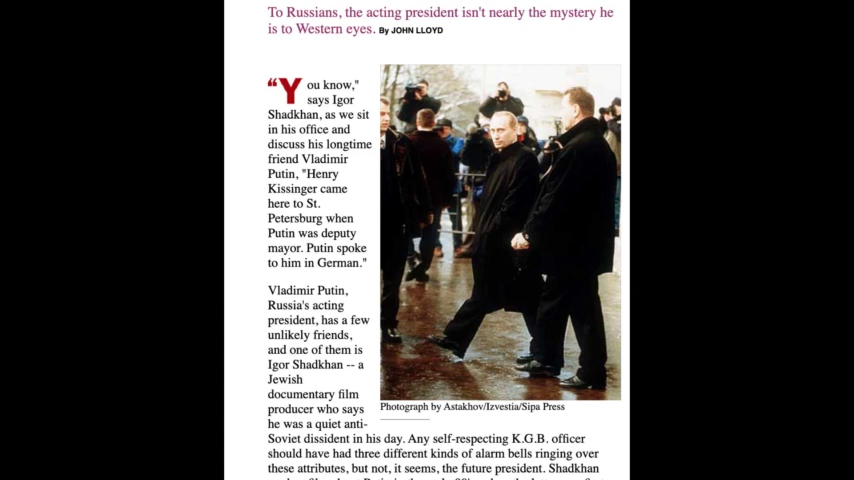 To Russians, the acting president isn't nearly the mystery he
is to Western eyes. By JOHN LLOYD
"You know,"
says Igor
Shadkhan, as we sit
in his office and
discuss his longtime
friend Vladimir
Putin, "Henry
Kissinger came
here to St.
Petersburg when
Putin was deputy
mayor. Putin spoke
to him in German."
Vladimir Putin,
Russia's acting
president, has a few
unlikely friends,
and one of them is
Igor Shadkhan -- a
Jewish
documentary film
producer who says
he was a quiet anti-
Photograph by Astakhov/Izvestia/Sipa Press
Soviet dissident in his day. Any self-respecting K.G.B. officer
should have had three different kinds of alarm bells ringing over
these attributes, but not, it seems, the future president. Shadkhan